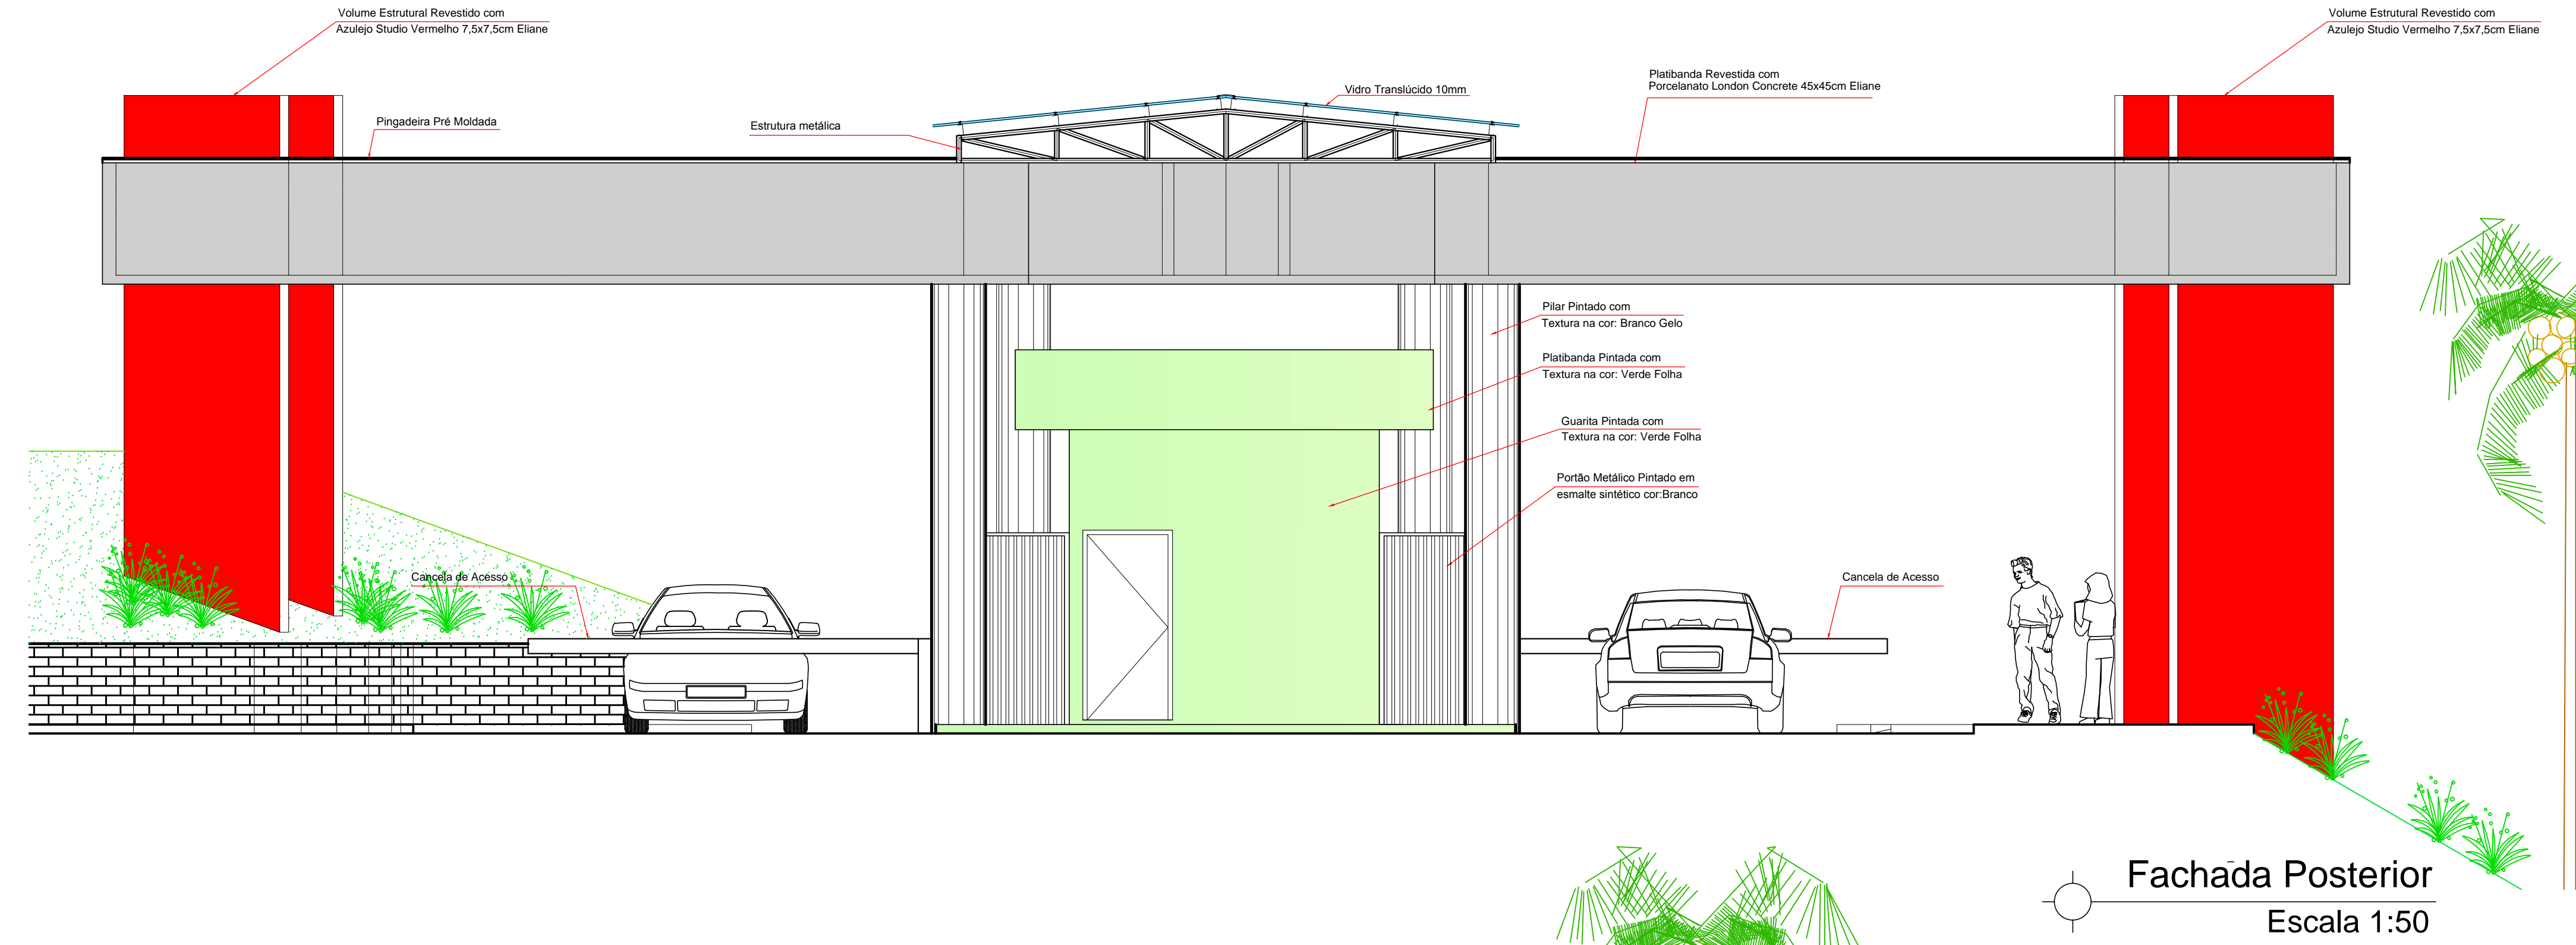 Volume Estrutural Revestido com
Azulejo Studio Vermelho 7,5x7,5cm Eliane
Volume Estrutural Revestido com
Azulejo Studio Vermelho 7,5x7,5cm Eliane
Platibanda Revestida com
Porcelanato London Concrete 45x45cm Eliane
Vidro Translúcido 10mm
Pingadeira Pré Moldada
Estrutura metálica
Pilar Pintado com
Textura na cor: Branco Gelo
Platibanda Pintada com
Textura na cor: Verde Folha
Guarita Pintada com
Textura na cor: Verde Folha
Portão Metálico Pintado em
esmalte sintético cor:Branco
Cancela de Acesso
Cancela de Acesso
Fachada Posterior
Escala 1:50